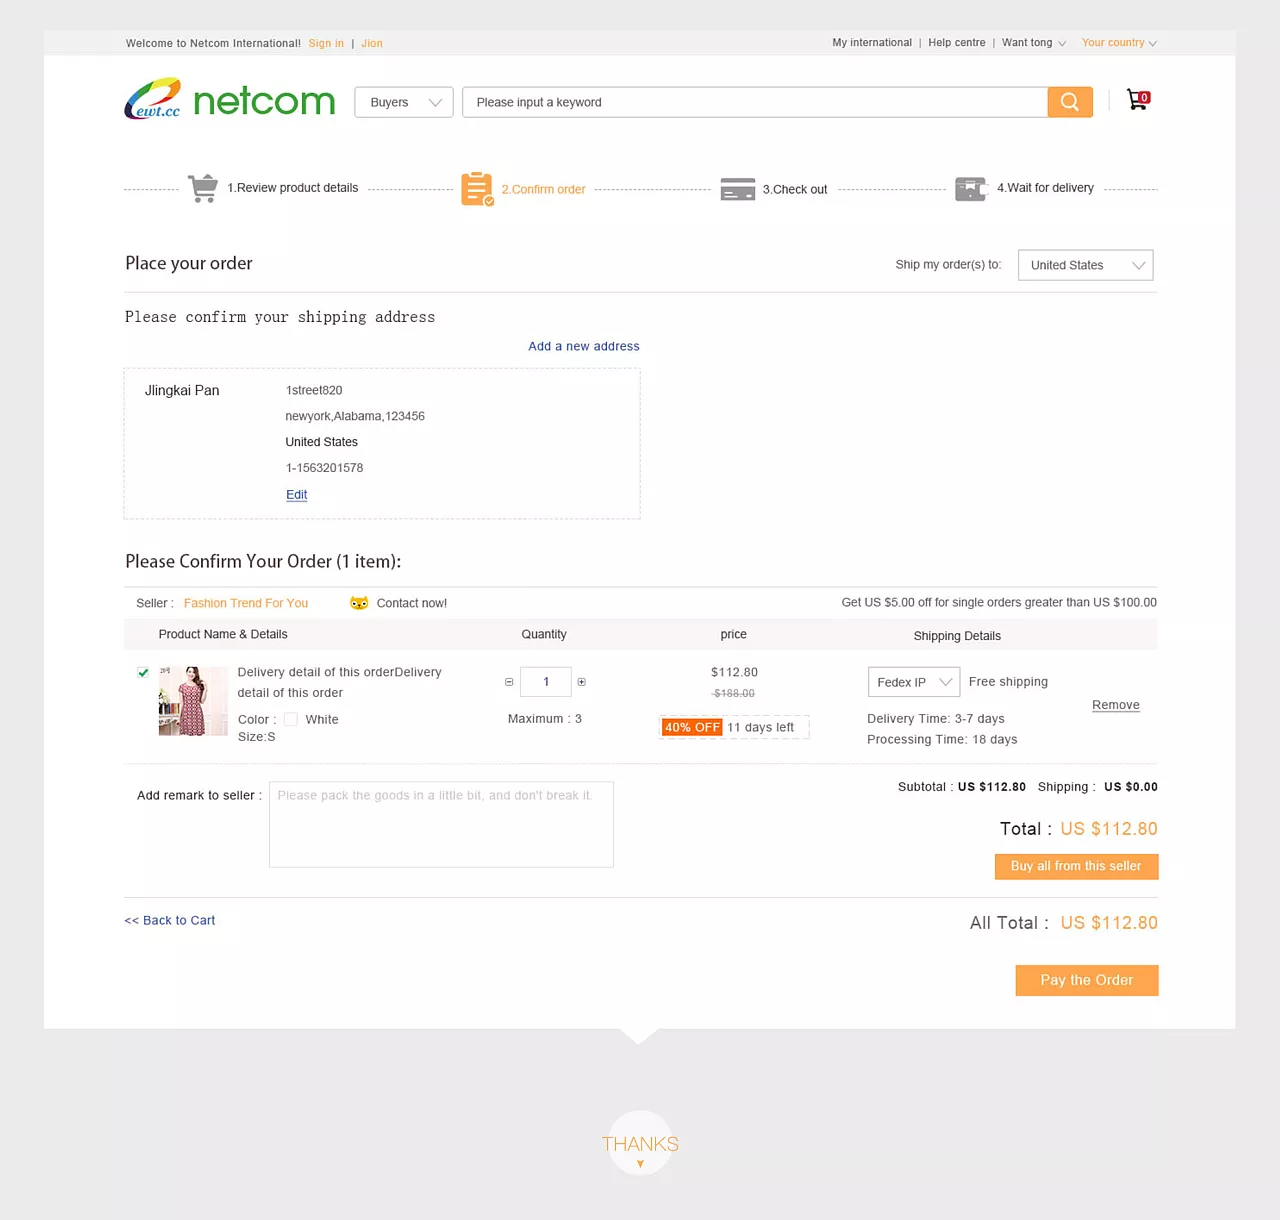 Welcome to Netcom International! Sign in | Jion
My international | Help centre | Want tong Your country
ewt.cc netcom Buyers Please input a keyword 0
1.Review product details 2.Confirm order 3.Check out 4.Wait for delivery
Place your order Ship my order(s) to: United States
Please confirm your shipping address
Add a new address
Jlingkai Pan 1street820
newyork,Alabama,123456
United States
1-1563201578
Edit
Please Confirm Your Order (1 item):
Seller : Fashion Trend For You Contact now! Get US $5.00 off for single orders greater than US $100.00
Product Name & Details Quantity price Shipping Details
Delivery detail of this orderDelivery
detail of this order
Color : White
Size:S
1
Maximum : 3
$112.80
$188.00
40% OFF 11 days left
Fedex IP Free shipping
Delivery Time: 3-7 days
Processing Time: 18 days
Remove
Add remark to seller : Please pack the goods in a little bit, and don't break it.
Subtotal : US $112.80 Shipping : US $0.00
Total : US $112.80
Buy all from this seller
<< Back to Cart All Total : US $112.80
Pay the Order
THANKS